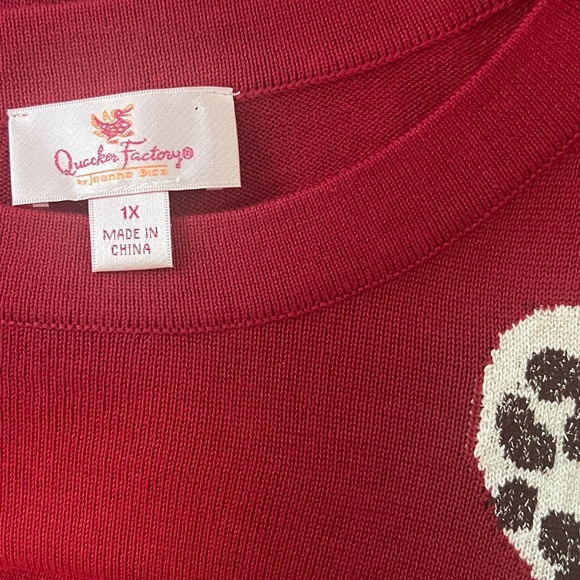 Quacker Factory®
by Jeanne Bice
1X
MADE IN
CHINA